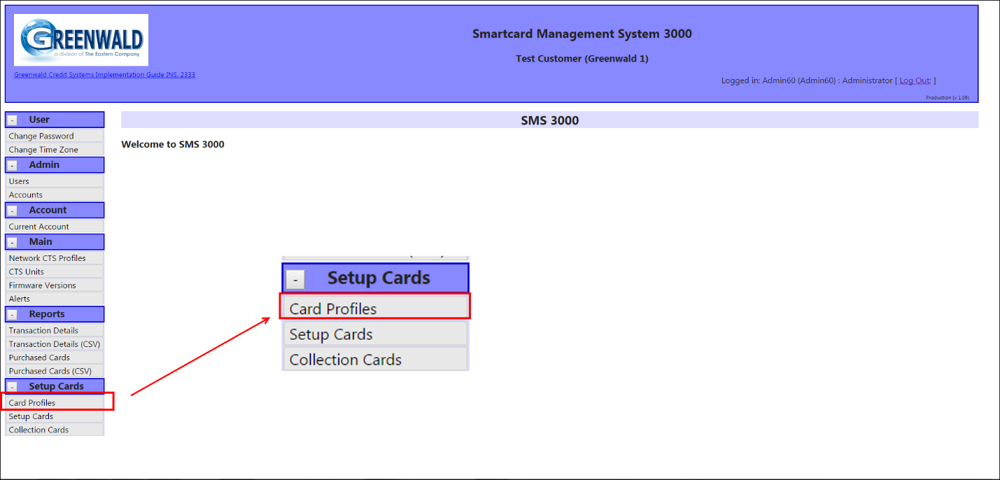 GREENWALD
a division of The Eastern Company
Greenwald Credit Systems Implementation Guide INS. 2333
Smartcard Management System 3000
Test Customer (Greenwald 1)
Logged in: Admin60 (Admin60) : Administrator [ Log Out: ]
Production (v 1.06)
- User
Change Password
Change Time Zone
- Admin
Users
Accounts
- Account
Current Account
- Main
Network CTS Profiles
CTS Units
Firmware Versions
Alerts
- Reports
Transaction Details
Transaction Details (CSV)
Purchased Cards
Purchased Cards (CSV)
- Setup Cards
Card Profiles
Setup Cards
Collection Cards
SMS 3000
Welcome to SMS 3000
- Setup Cards
Card Profiles
Setup Cards
Collection Cards